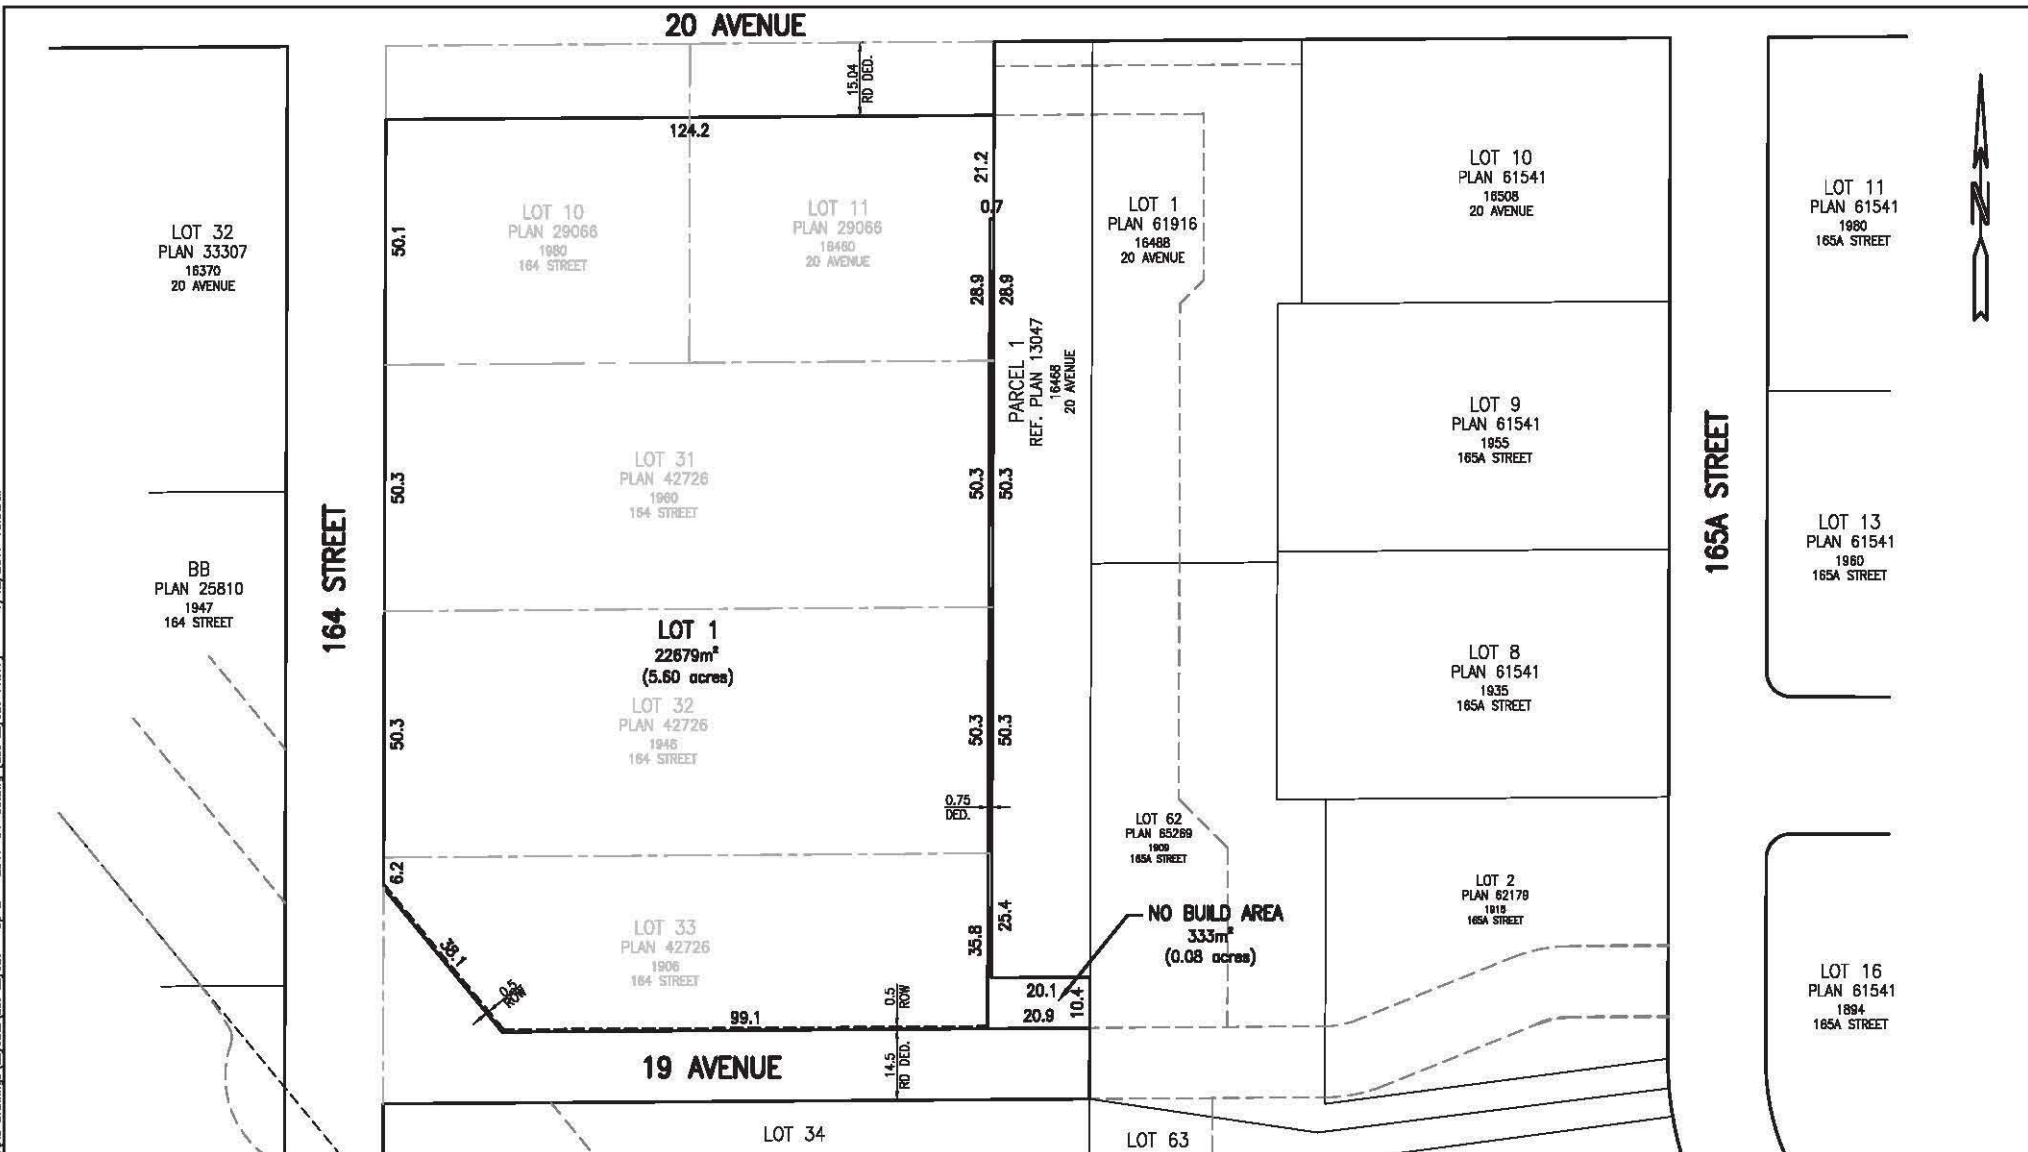 20 AVENUE
15.04
RD DED.
124.2
21.2
0.7
50.1
28.9
28.9
LOT 32
PLAN 33307
16370
20 AVENUE
LOT 10
PLAN 29066
1980
164 STREET
LOT 11
PLAN 29066
16460
20 AVENUE
LOT 1
PLAN 61916
16488
20 AVENUE
LOT 10
PLAN 61541
16508
20 AVENUE
LOT 11
PLAN 61541
1980
165A STREET
N
PARCEL 1
REF. PLAN 13047
16468
20 AVENUE
LOT 31
PLAN 42726
1960
164 STREET
50.3
50.3
50.3
LOT 9
PLAN 61541
1955
165A STREET
165A STREET
LOT 13
PLAN 61541
1960
165A STREET
BB
PLAN 25810
1947
164 STREET
164 STREET
LOT 1
22679m²
(5.60 acres)
LOT 32
PLAN 42726
1946
164 STREET
50.3
50.3
50.3
LOT 8
PLAN 61541
1935
165A STREET
0.75
DED.
LOT 62
PLAN 65269
1909
165A STREET
6.2
38.1
0.5
ROW
LOT 33
PLAN 42726
1906
164 STREET
35.8
25.4
NO BUILD AREA
333m²
(0.08 acres)
LOT 2
PLAN 62179
165A STREET
99.1
0.5
ROW
20.1
20.9
10.4
LOT 16
PLAN 61541
1894
165A STREET
19 AVENUE
14.5
RD DED.
LOT 34
LOT 63